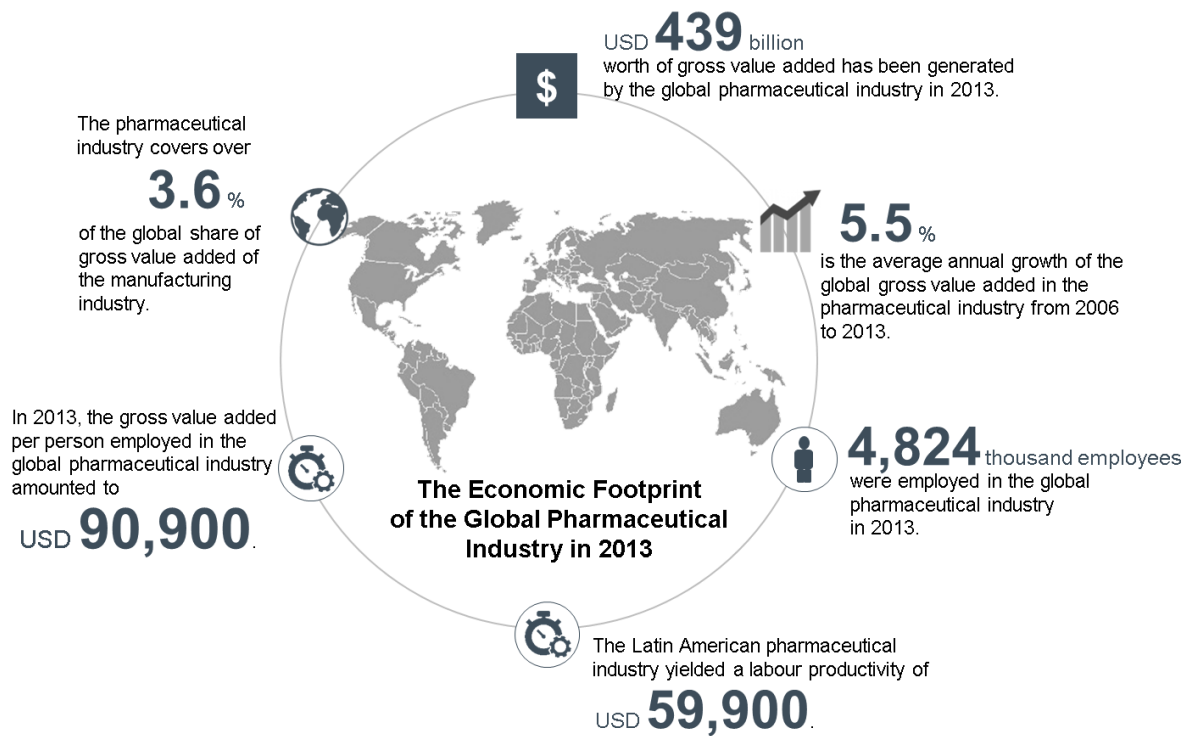 USD 439 billion
worth of gross value added has been generated
by the global pharmaceutical industry in 2013.
$
The pharmaceutical
industry covers over
3.6 %
of the global share of
gross value added of
the manufacturing
industry.
5.5 %
is the average annual growth of the
global gross value added in the
pharmaceutical industry from 2006
to 2013.
In 2013, the gross value added
per person employed in the
global pharmaceutical industry
amounted to
USD 90,900.
4,824 thousand employees
were employed in the global
pharmaceutical industry
in 2013.
The Economic Footprint
of the Global Pharmaceutical
Industry in 2013
The Latin American pharmaceutical
industry yielded a labour productivity of
USD 59,900.